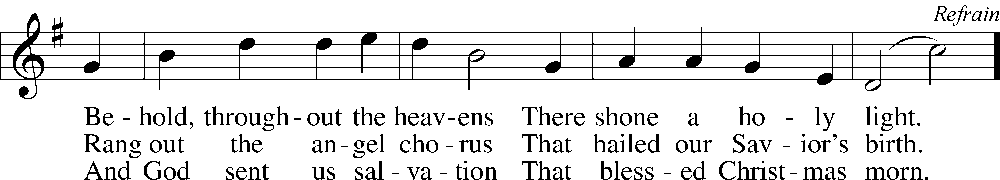 Refrain
Be - hold, through - out the heav - ens There shone a ho - ly light.
Rang out the an - gel cho - rus That hailed our Sav - ior's birth.
And God sent us sal - va - tion That bless - ed Christ - mas morn.